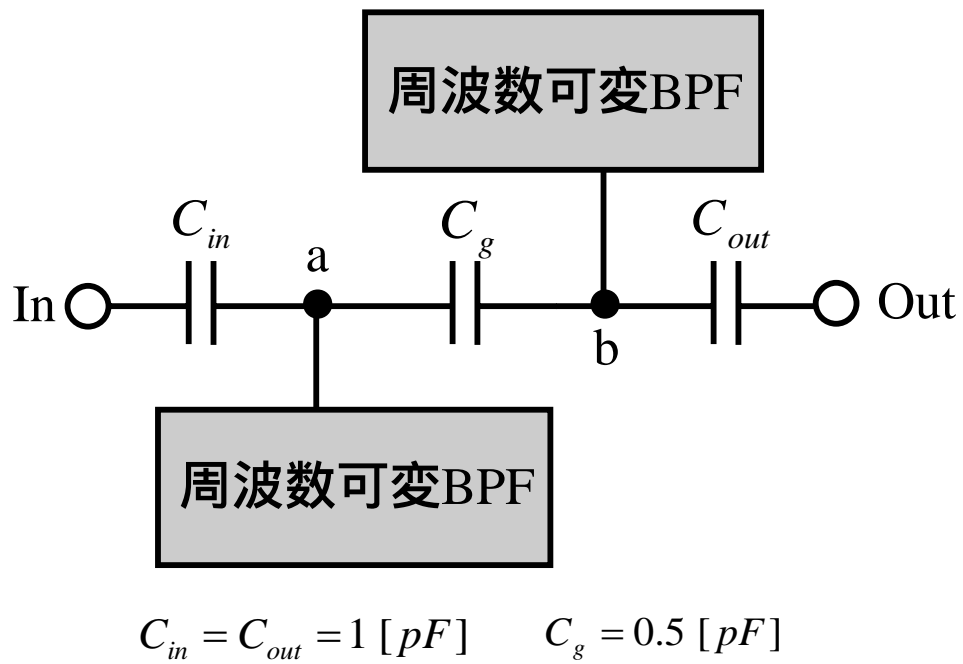 周波数可変BPF
C_in
C_g
C_out
a
In
Out
b
周波数可変BPF
C_in = C_out = 1 [pF]
C_g = 0.5 [pF]